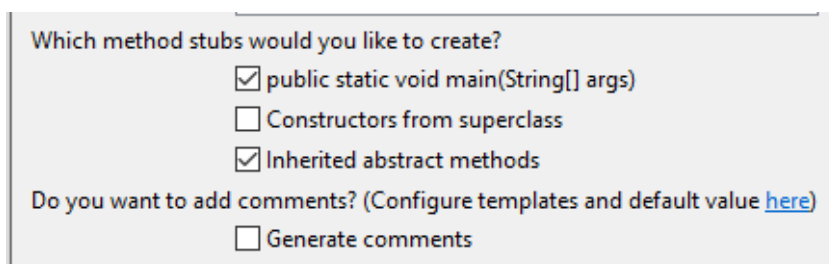 Which method stubs would you like to create?
public static void main(String[] args)
Constructors from superclass
Inherited abstract methods
Do you want to add comments? (Configure templates and default value here)
Generate comments